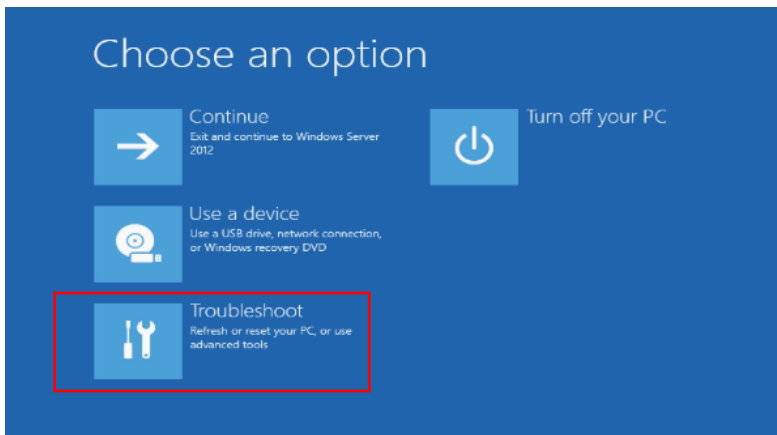 Choose an option
Continue
Exit and continue to Windows Server
2012
Turn off your PC
Use a device
Use a USB drive, network connection,
or Windows recovery DVD
Troubleshoot
Refresh or reset your PC, or use
advanced tools